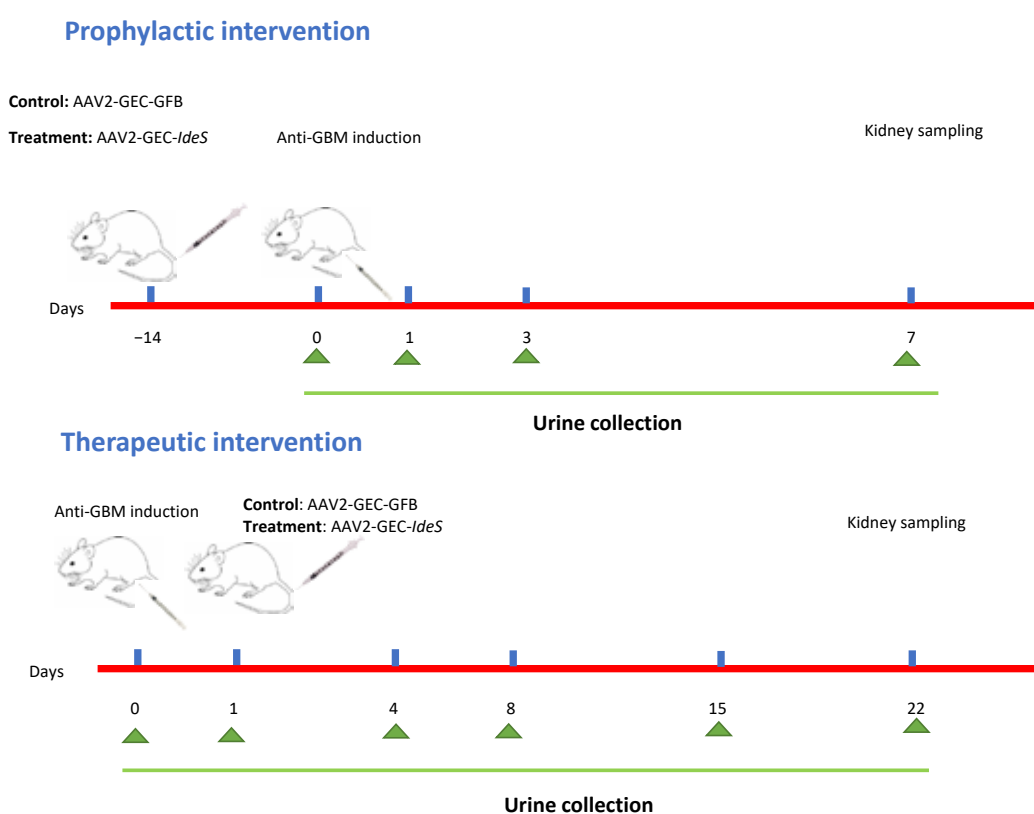 Prophylactic intervention
Control: AAV2-GEC-GFB
Treatment: AAV2-GEC-IdeS
Anti-GBM induction
Kidney sampling
Days
−14 0 1 3 7
Urine collection
Therapeutic intervention
Anti-GBM induction
Control: AAV2-GEC-GFB
Treatment: AAV2-GEC-IdeS
Kidney sampling
Days
0 1 4 8 15 22
Urine collection